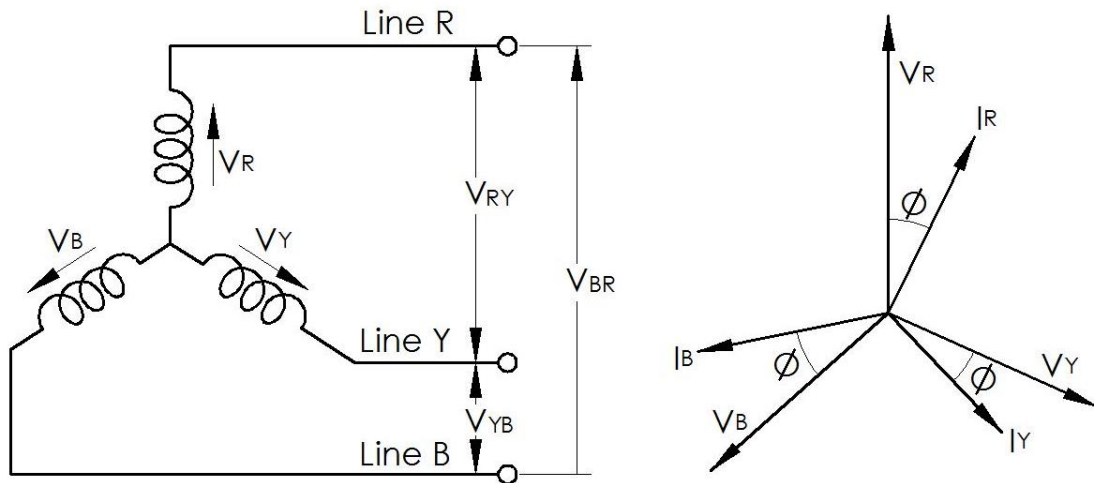 Line R
VR
VRY
VBR
VB
VY
Line Y
VYB
Line B
VR
IR
ϕ
IB
ϕ
VB
ϕ
VY
IY